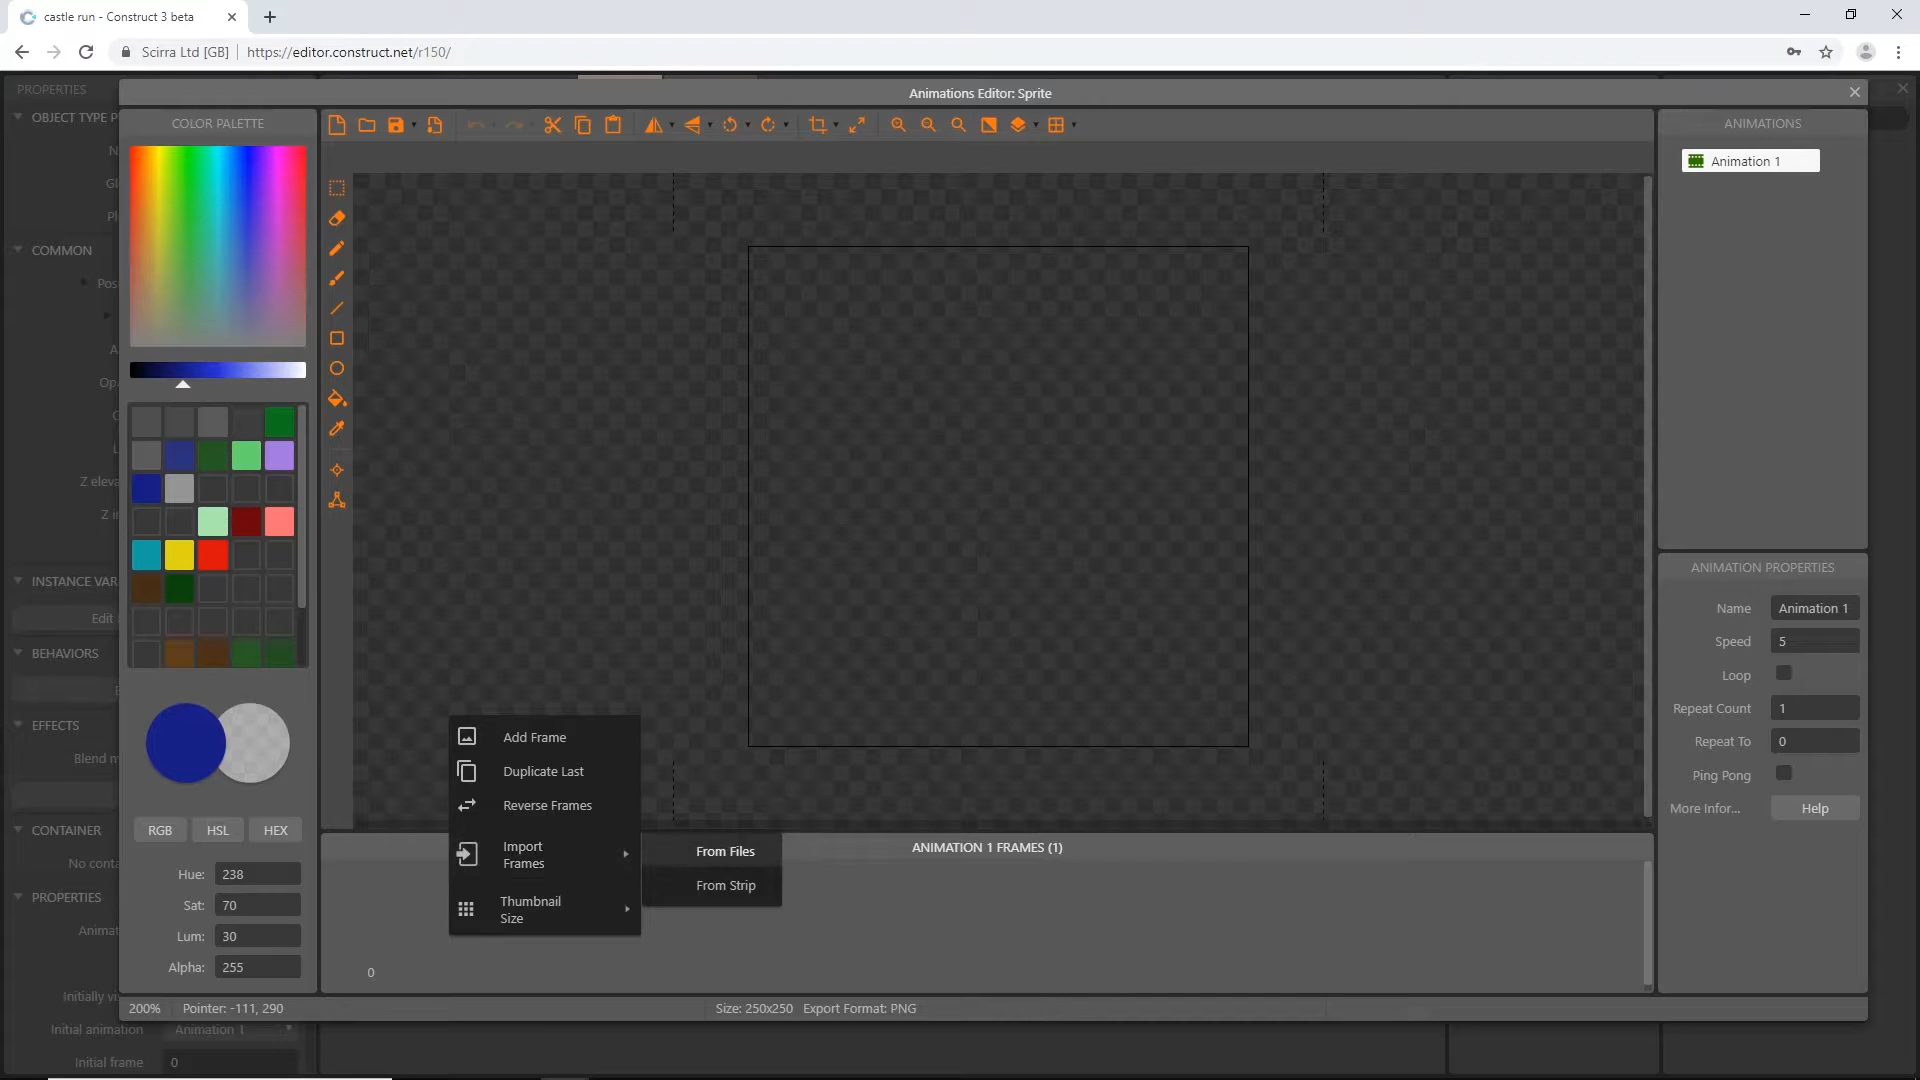 castle run - Construct 3 beta
Scirra Ltd [GB]
https://editor.construct.net/r150/
PROPERTIES
OBJECT TYPE P
COMMON
Posi
Opa
Z eleva
Z in
INSTANCE VAR
Edit
BEHAVIORS
EFFECTS
Blend m
CONTAINER
No conta
PROPERTIES
Animat
Initially vi
Initial animation
Animation 1
Initial frame
0
Animations Editor: Sprite
COLOR PALETTE
RGB
HSL
HEX
Hue:
238
Sat:
70
Lum:
30
Alpha:
255
Add Frame
Duplicate Last
Reverse Frames
Import
Frames
Thumbnail
Size
From Files
From Strip
ANIMATION 1 FRAMES (1)
0
200%
Pointer: -111, 290
Size: 250x250
Export Format: PNG
ANIMATIONS
Animation 1
ANIMATION PROPERTIES
Name
Animation 1
Speed
5
Loop
Repeat Count
1
Repeat To
0
Ping Pong
More Infor...
Help